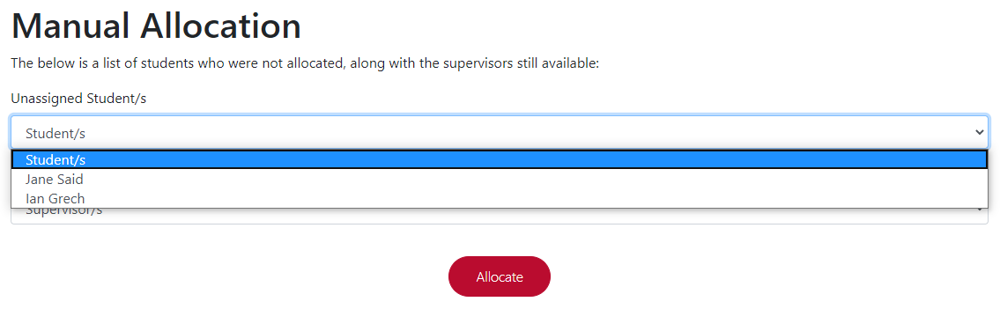 Manual Allocation
The below is a list of students who were not allocated, along with the supervisors still available:
Unassigned Student/s
Student/s
Student/s
Jane Said
Ian Grech
Supervisor/s
Allocate